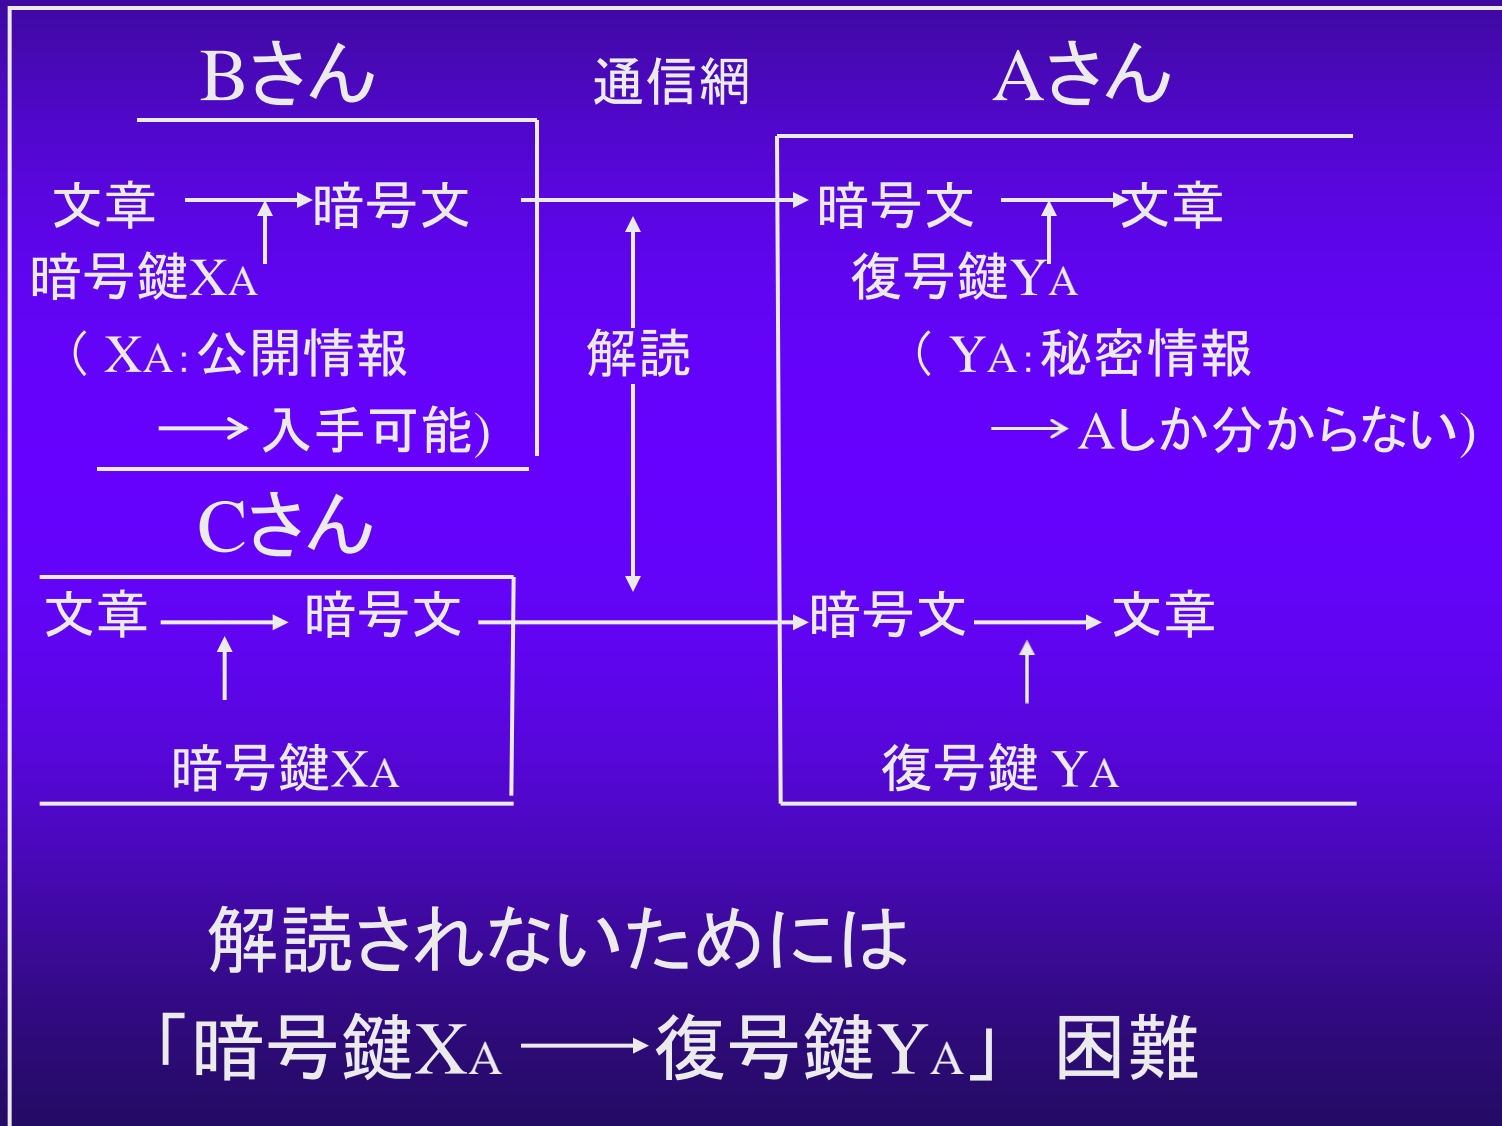 Bさん 通信網 Aさん
文章 暗号文 暗号文 文章
暗号鍵XA 復号鍵YA
（ XA：公開情報 解読 （ YA：秘密情報
→ 入手可能) → Aしか分からない)
Cさん
文章 暗号文 暗号文 文章
暗号鍵XA 復号鍵 YA
解読されないためには
「暗号鍵XA → 復号鍵YA」 困難